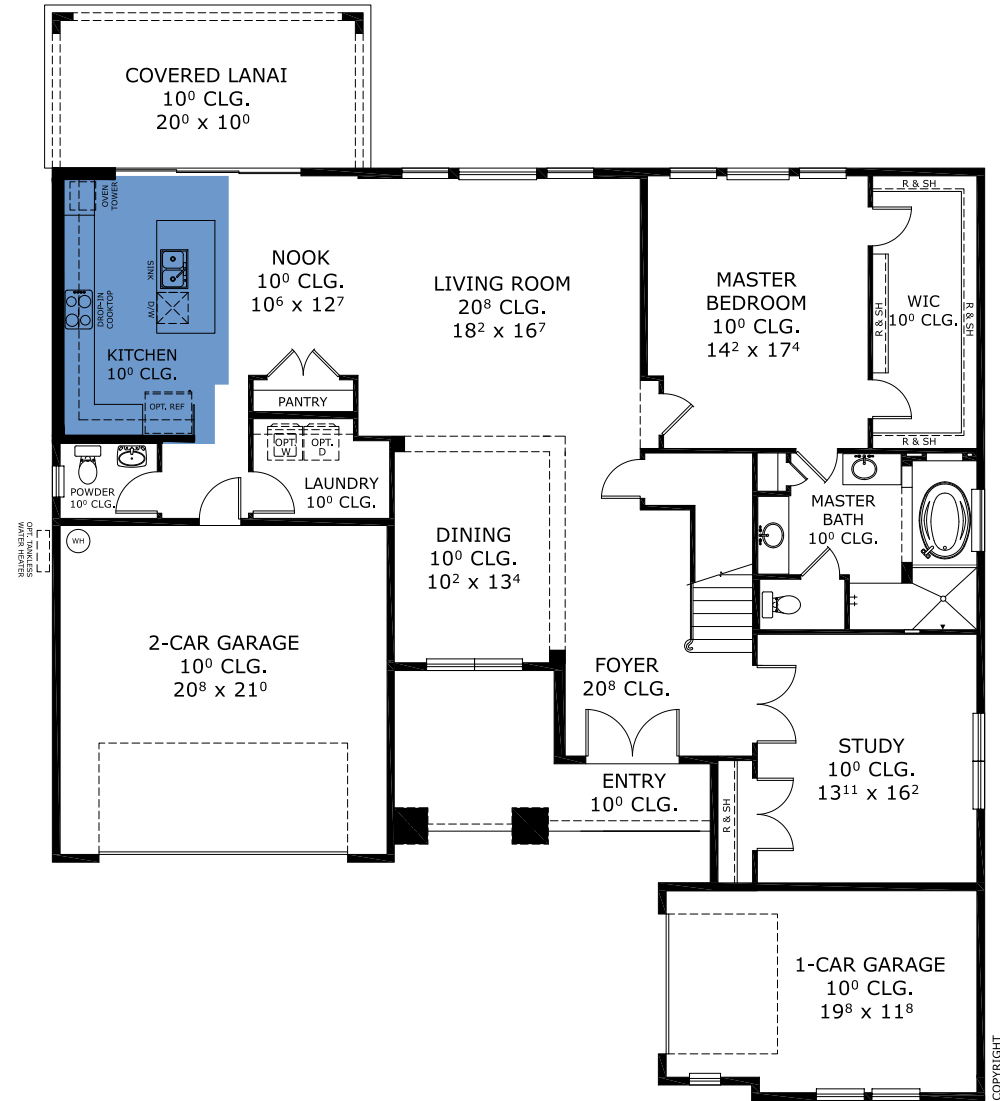 COVERED LANAI
10⁰ CLG.
20⁰ x 10⁰
OVEN
TOWER
SINK
D/W
DROP-IN
COOKTOP
KITCHEN
10⁰ CLG.
OPT. REF
NOOK
10⁰ CLG.
10⁶ x 12⁷
PANTRY
LIVING ROOM
20⁸ CLG.
18² x 16⁷
MASTER
BEDROOM
10⁰ CLG.
14² x 17⁴
R & SH
R & SH
WIC
10⁰ CLG.
R & SH
R & SH
POWDER
10⁰ CLG.
OPT
W
OPT.
D
LAUNDRY
10⁰ CLG.
MASTER
BATH
10⁰ CLG.
OPT. TANKLESS
WATER HEATER
WH
DINING
10⁰ CLG.
10² x 13⁴
2-CAR GARAGE
10⁰ CLG.
20⁸ x 21⁰
FOYER
20⁸ CLG.
ENTRY
10⁰ CLG.
R & SH
STUDY
10⁰ CLG.
13¹¹ x 16²
1-CAR GARAGE
10⁰ CLG.
19⁸ x 11⁸
COPYRIGHT